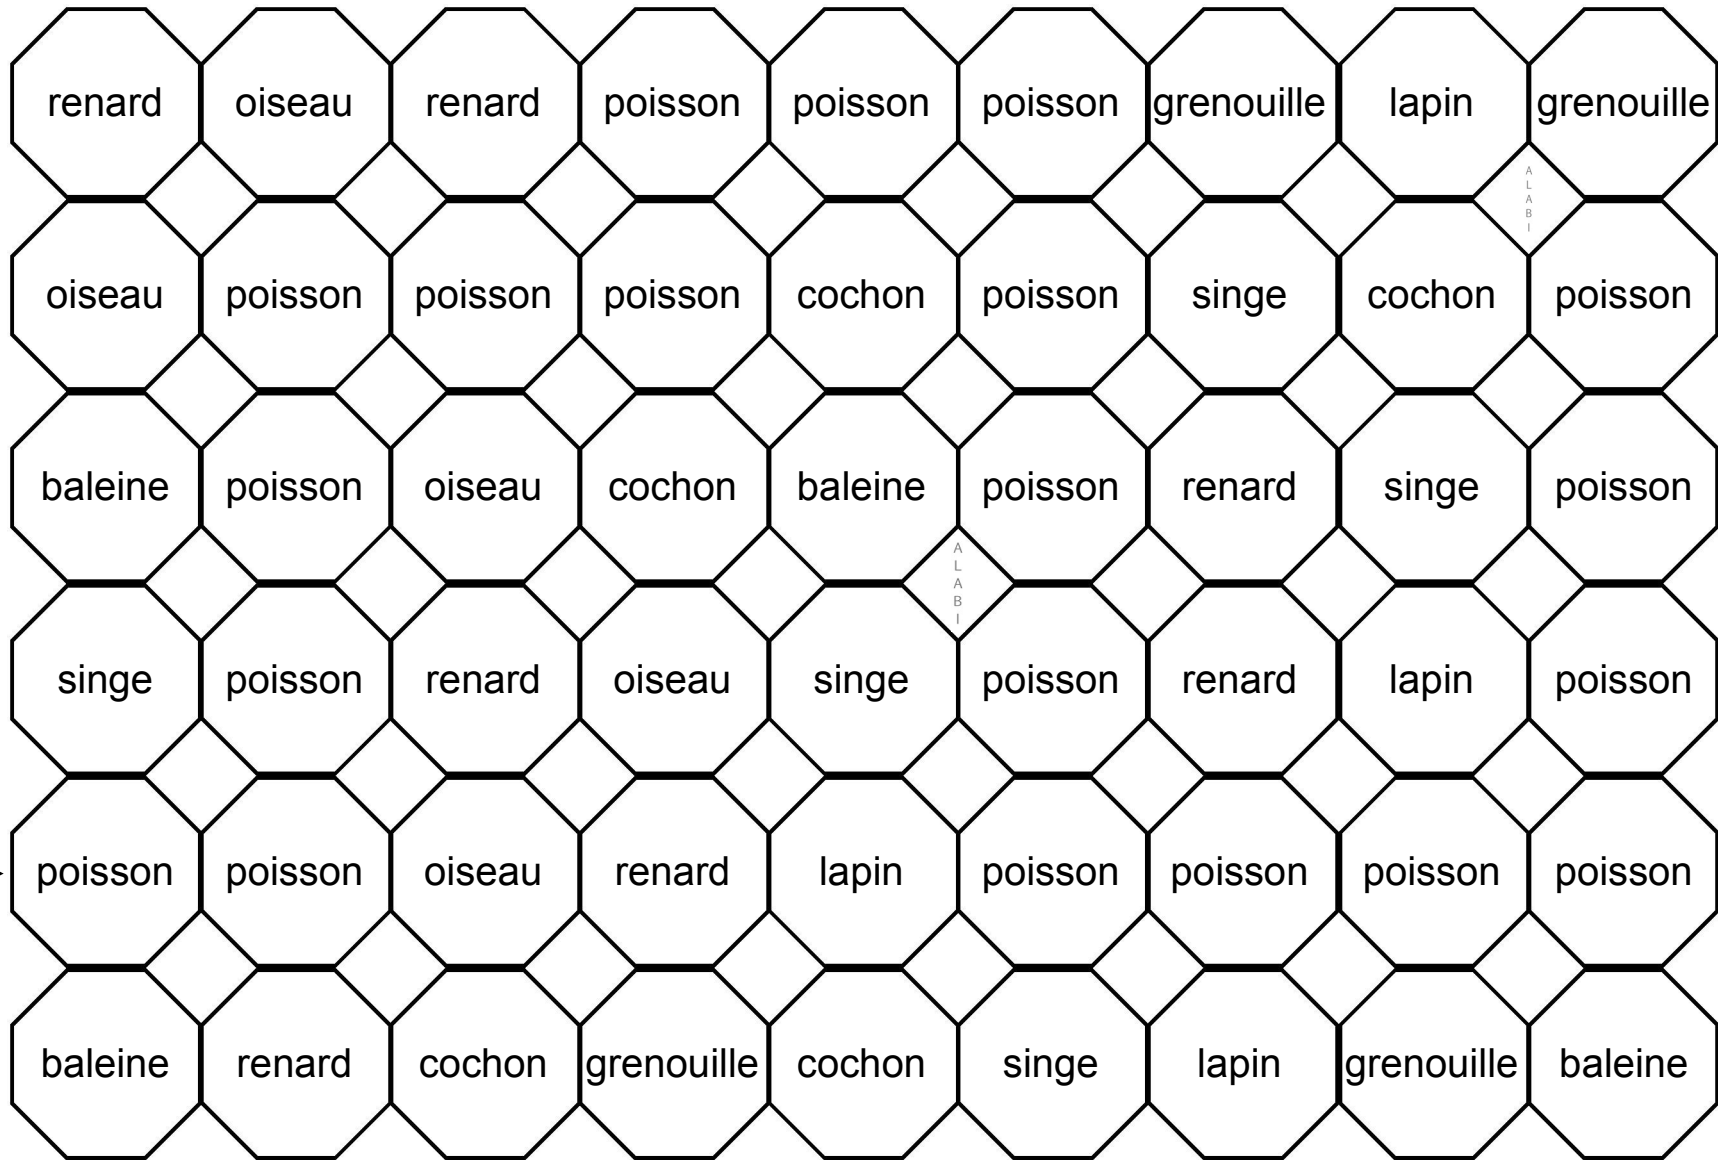 renard oiseau renard poisson poisson poisson grenouille lapin grenouille
A
L
A
B
I
oiseau poisson poisson poisson cochon poisson singe cochon poisson
baleine poisson oiseau cochon baleine poisson renard singe poisson
A
L
A
B
I
singe poisson renard oiseau singe poisson renard lapin poisson
poisson poisson oiseau renard lapin poisson poisson poisson poisson
baleine renard cochon grenouille cochon singe lapin grenouille baleine